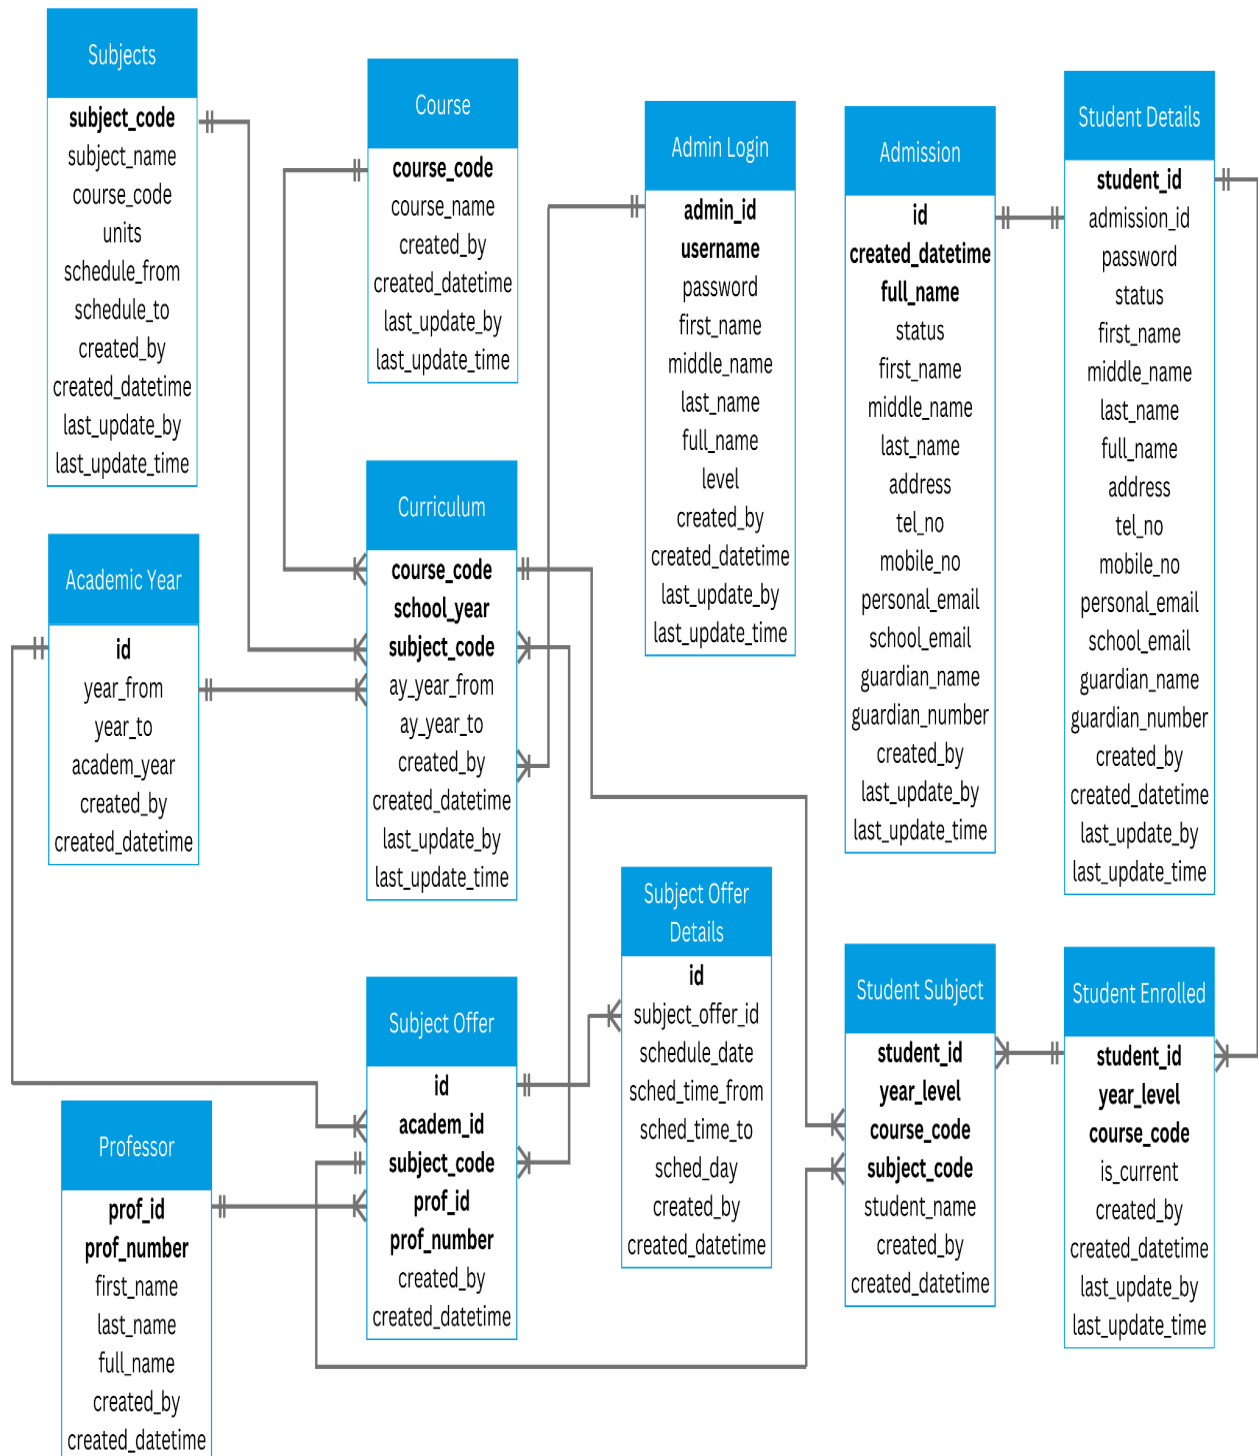 Subjects
subject_code
subject_name
course_code
units
schedule_from
schedule_to
created_by
created_datetime
last_update_by
last_update_time
Course
course_code
course_name
created_by
created_datetime
last_update_by
last_update_time
Admin Login
admin_id
username
password
first_name
middle_name
last_name
full_name
level
created_by
created_datetime
last_update_by
last_update_time
Admission
id
created_datetime
full_name
status
first_name
middle_name
last_name
address
tel_no
mobile_no
personal_email
school_email
guardian_name
guardian_number
created_by
last_update_by
last_update_time
Student Details
student_id
admission_id
password
status
first_name
middle_name
last_name
full_name
address
tel_no
mobile_no
personal_email
school_email
guardian_name
guardian_number
created_by
created_datetime
last_update_by
last_update_time
Academic Year
id
year_from
year_to
academ_year
created_by
created_datetime
Curriculum
course_code
school_year
subject_code
ay_year_from
ay_year_to
created_by
created_datetime
last_update_by
last_update_time
Subject Offer
Details
id
subject_offer_id
schedule_date
sched_time_from
sched_time_to
sched_day
created_by
created_datetime
Student Subject
student_id
year_level
course_code
subject_code
student_name
created_by
created_datetime
Student Enrolled
student_id
year_level
course_code
is_current
created_by
created_datetime
last_update_by
last_update_time
Subject Offer
id
academ_id
subject_code
prof_id
prof_number
created_by
created_datetime
Professor
prof_id
prof_number
first_name
last_name
full_name
created_by
created_datetime